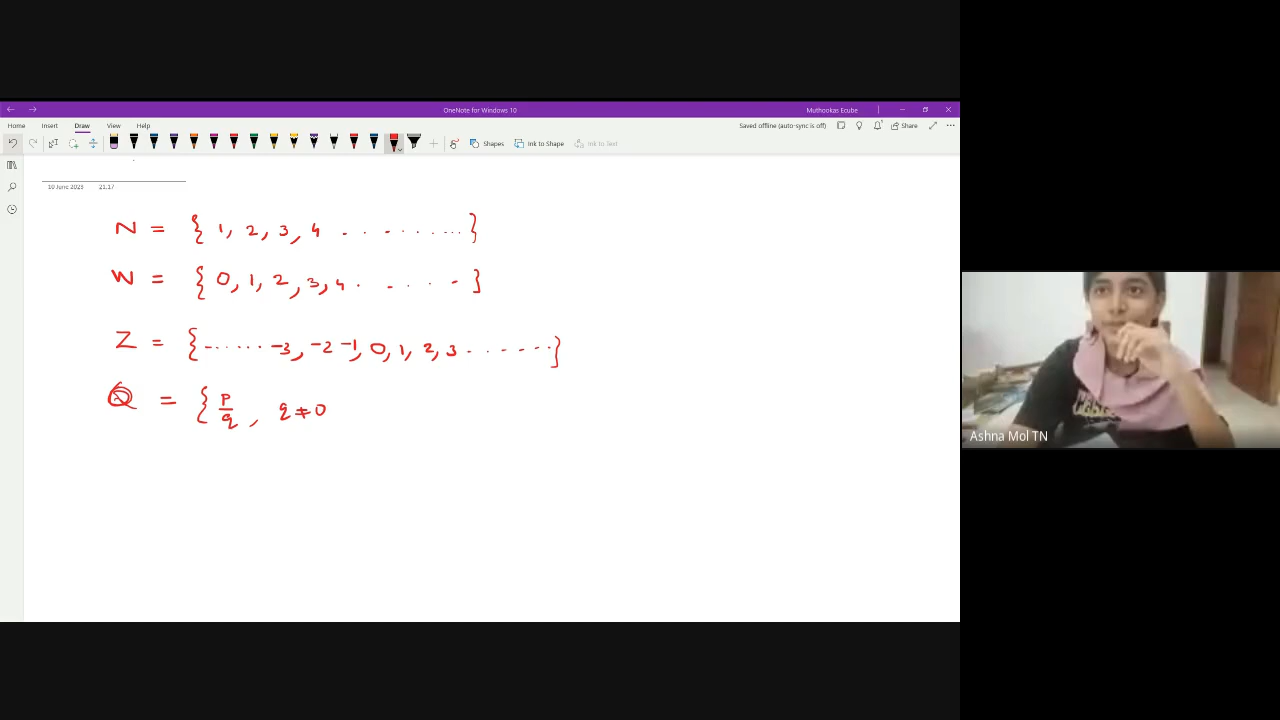 OneNote for Windows 10
Muthookas Ecube
Home Insert Draw View Help
Saved offline (auto-sync is off)
Share
Shapes
Ink to Shape
Ink to Text
10 June 2023 21:17
N = { 1, 2, 3, 4 . . . . . . . . . }
W = { 0, 1, 2, 3, 4 . . . . . . }
Z = { . . . . . . . -3, -2 -1, 0, 1, 2, 3 . . . . . . . }
Q = { p/q , q ≠ 0
Ashna Mol TN